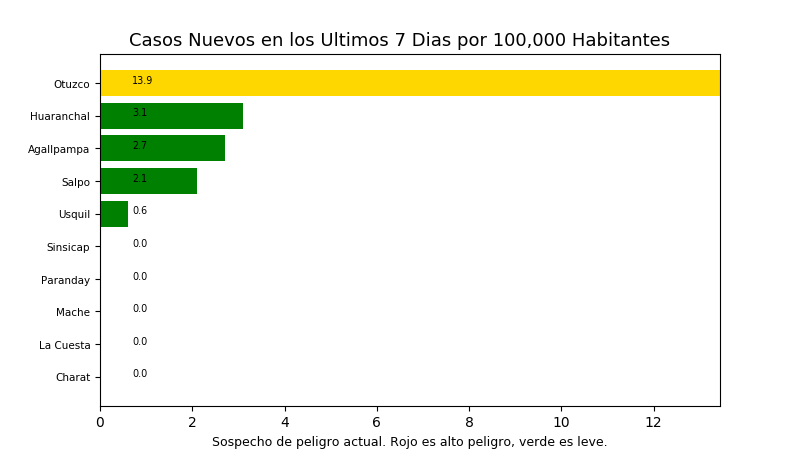 Casos Nuevos en los Ultimos 7 Dias por 100,000 Habitantes
Otuzco 13.9
Huaranchal 3.1
Agallpampa 2.7
Salpo 2.1
Usquil 0.6
Sinsicap 0.0
Paranday 0.0
Mache 0.0
La Cuesta 0.0
Charat 0.0
0 2 4 6 8 10 12
Sospecho de peligro actual. Rojo es alto peligro, verde es leve.